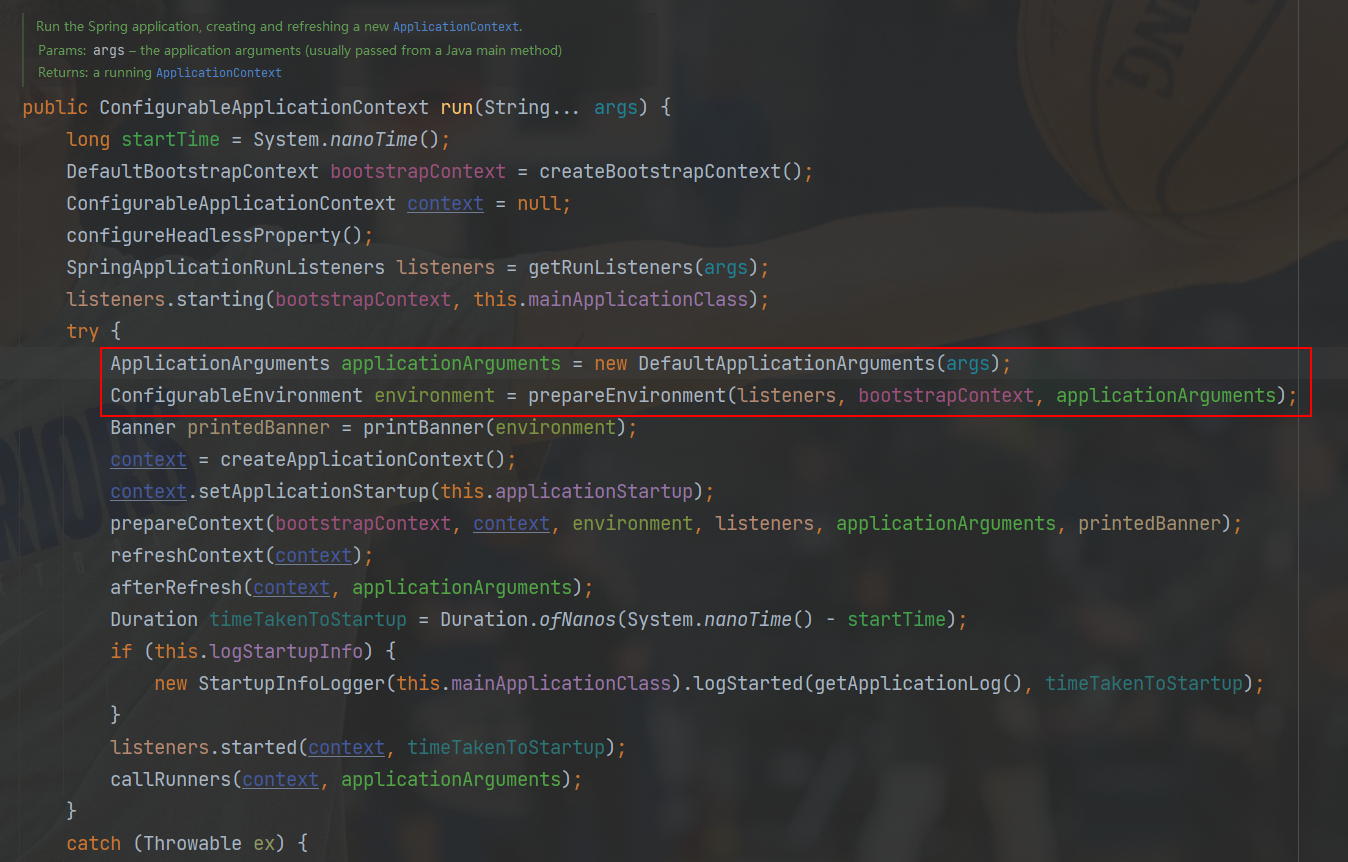 Run the Spring application, creating and refreshing a new ApplicationContext.
Params: args – the application arguments (usually passed from a Java main method)
Returns: a running ApplicationContext
public ConfigurableApplicationContext run(String... args) {
long startTime = System.nanoTime();
DefaultBootstrapContext bootstrapContext = createBootstrapContext();
ConfigurableApplicationContext context = null;
configureHeadlessProperty();
SpringApplicationRunListeners listeners = getRunListeners(args);
listeners.starting(bootstrapContext, this.mainApplicationClass);
try {
ApplicationArguments applicationArguments = new DefaultApplicationArguments(args);
ConfigurableEnvironment environment = prepareEnvironment(listeners, bootstrapContext, applicationArguments);
Banner printedBanner = printBanner(environment);
context = createApplicationContext();
context.setApplicationStartup(this.applicationStartup);
prepareContext(bootstrapContext, context, environment, listeners, applicationArguments, printedBanner);
refreshContext(context);
afterRefresh(context, applicationArguments);
Duration timeTakenToStartup = Duration.ofNanos(System.nanoTime() - startTime);
if (this.logStartupInfo) {
new StartupInfoLogger(this.mainApplicationClass).logStarted(getApplicationLog(), timeTakenToStartup);
}
listeners.started(context, timeTakenToStartup);
callRunners(context, applicationArguments);
}
catch (Throwable ex) {